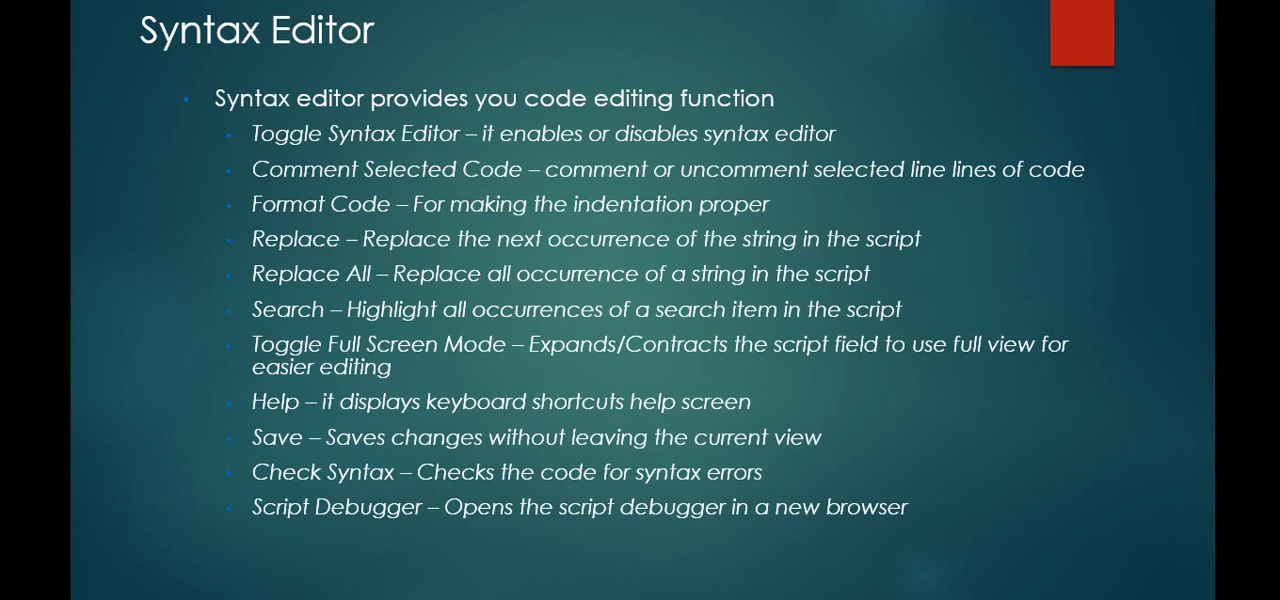 Syntax Editor
Syntax editor provides you code editing function
Toggle Syntax Editor – it enables or disables syntax editor
Comment Selected Code – comment or uncomment selected line lines of code
Format Code – For making the indentation proper
Replace – Replace the next occurrence of the string in the script
Replace All – Replace all occurrence of a string in the script
Search – Highlight all occurrences of a search item in the script
Toggle Full Screen Mode – Expands/Contracts the script field to use full view for
easier editing
Help – it displays keyboard shortcuts help screen
Save – Saves changes without leaving the current view
Check Syntax – Checks the code for syntax errors
Script Debugger – Opens the script debugger in a new browser